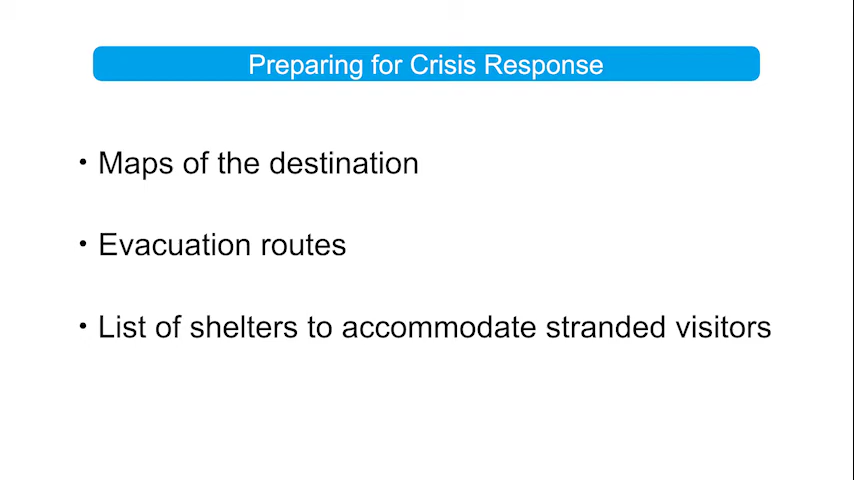 Preparing for Crisis Response
• Maps of the destination
• Evacuation routes
• List of shelters to accommodate stranded visitors